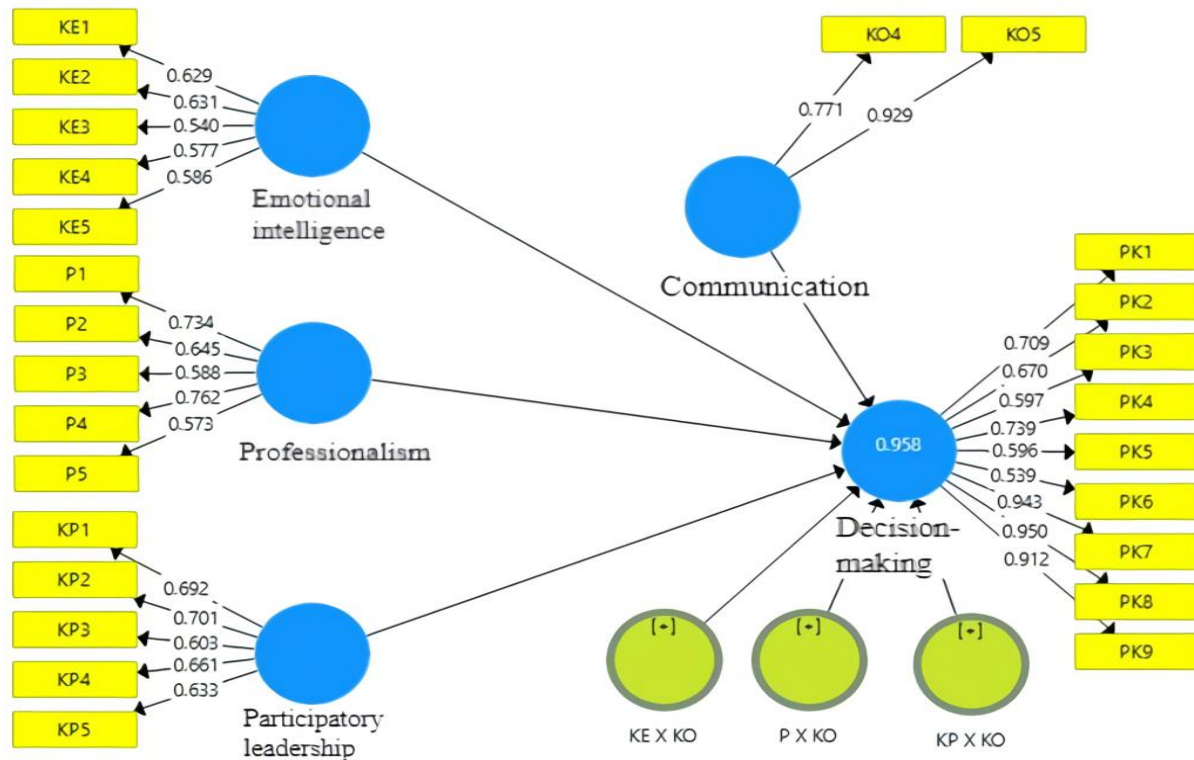 KE1
KE2
KE3
KE4
KE5
0.629
0.631
0.540
0.577
0.586
Emotional
intelligence
P1
P2
P3
P4
P5
0.734
0.645
0.588
0.762
0.573
Professionalism
KP1
KP2
KP3
KP4
KP5
0.692
0.701
0.603
0.661
0.633
Participatory
leadership
KO4
KO5
0.771
0.929
Communication
0.958
Decision-
making
0.709
0.670
0.597
0.739
0.596
0.539
0.943
0.950
0.912
PK1
PK2
PK3
PK4
PK5
PK6
PK7
PK8
PK9
[+]
[+]
[+]
KE X KO
P X KO
KP X KO